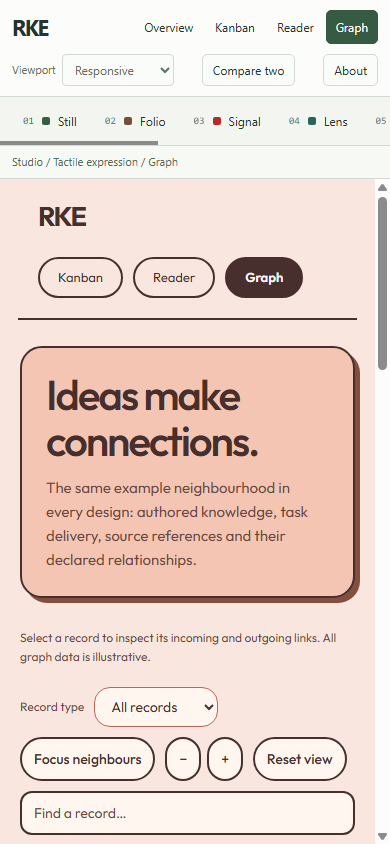 RKE
Overview Kanban Reader Graph
Viewport Responsive Compare two About
01 Still 02 Folio 03 Signal 04 Lens 05
Studio / Tactile expression / Graph
RKE
Kanban Reader Graph
Ideas make
connections.
The same example neighbourhood in
every design: authored knowledge, task
delivery, source references and their
declared relationships.
Select a record to inspect its incoming and outgoing links. All
graph data is illustrative.
Record type All records
Focus neighbours − + Reset view
Find a record…